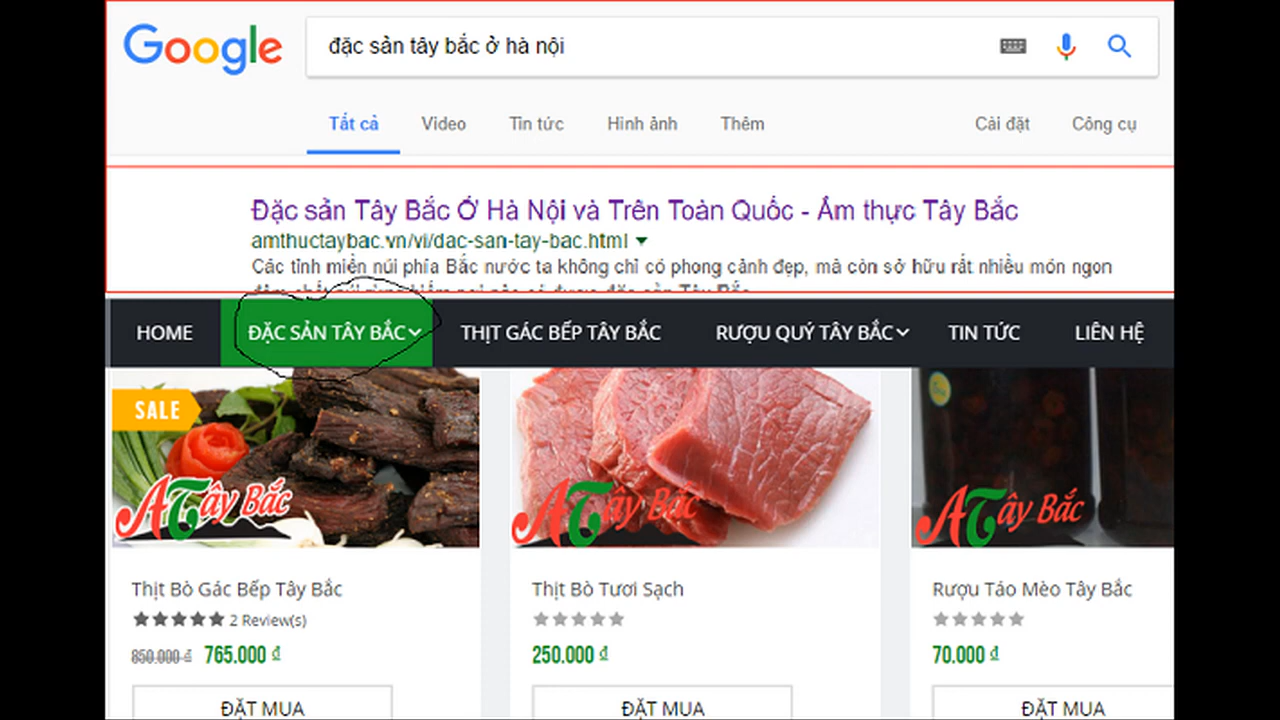 Google
đặc sản tây bắc ở hà nội
Tất cả Video Tin tức Hình ảnh Thêm Cài đặt Công cụ
Đặc sản Tây Bắc Ở Hà Nội và Trên Toàn Quốc - Ẩm thực Tây Bắc
amthuctaybac.vn/vi/dac-san-tay-bac.html
Các tỉnh miền núi phía Bắc nước ta không chỉ có phong cảnh đẹp, mà còn sở hữu rất nhiều món ngon
HOME ĐẶC SẢN TÂY BẮC THỊT GÁC BẾP TÂY BẮC RƯỢU QUÝ TÂY BẮC TIN TỨC LIÊN HỆ
SALE
ATây Bắc ATây Bắc ATây Bắc
Thịt Bò Gác Bếp Tây Bắc Thịt Bò Tươi Sạch Rượu Táo Mèo Tây Bắc
2 Review(s)
850.000 ₫ 765.000 ₫ 250.000 ₫ 70.000 ₫
ĐẶT MUA ĐẶT MUA ĐẶT MUA